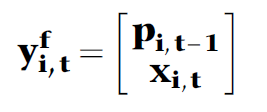 y^f_{i,t} = [ p_{i,t-1}
x_{i,t} ]